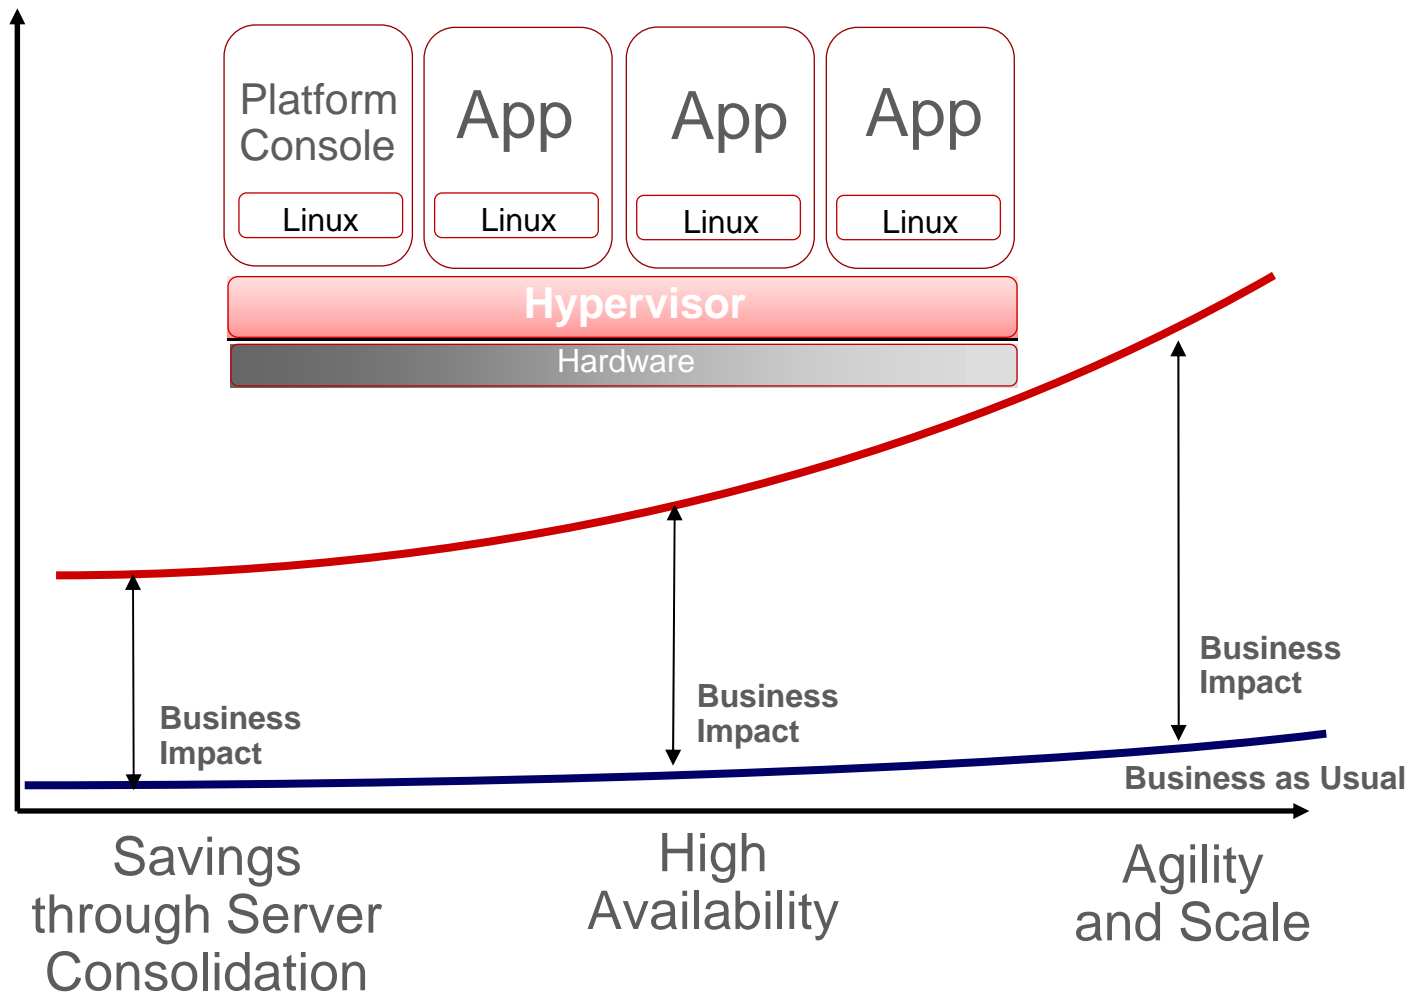 Platform
Console
App
App
App
Linux
Linux
Linux
Linux
Hypervisor
Hardware
Business
Impact
Business
Impact
Business
Impact
Business as Usual
Savings
through Server
Consolidation
High
Availability
Agility
and Scale